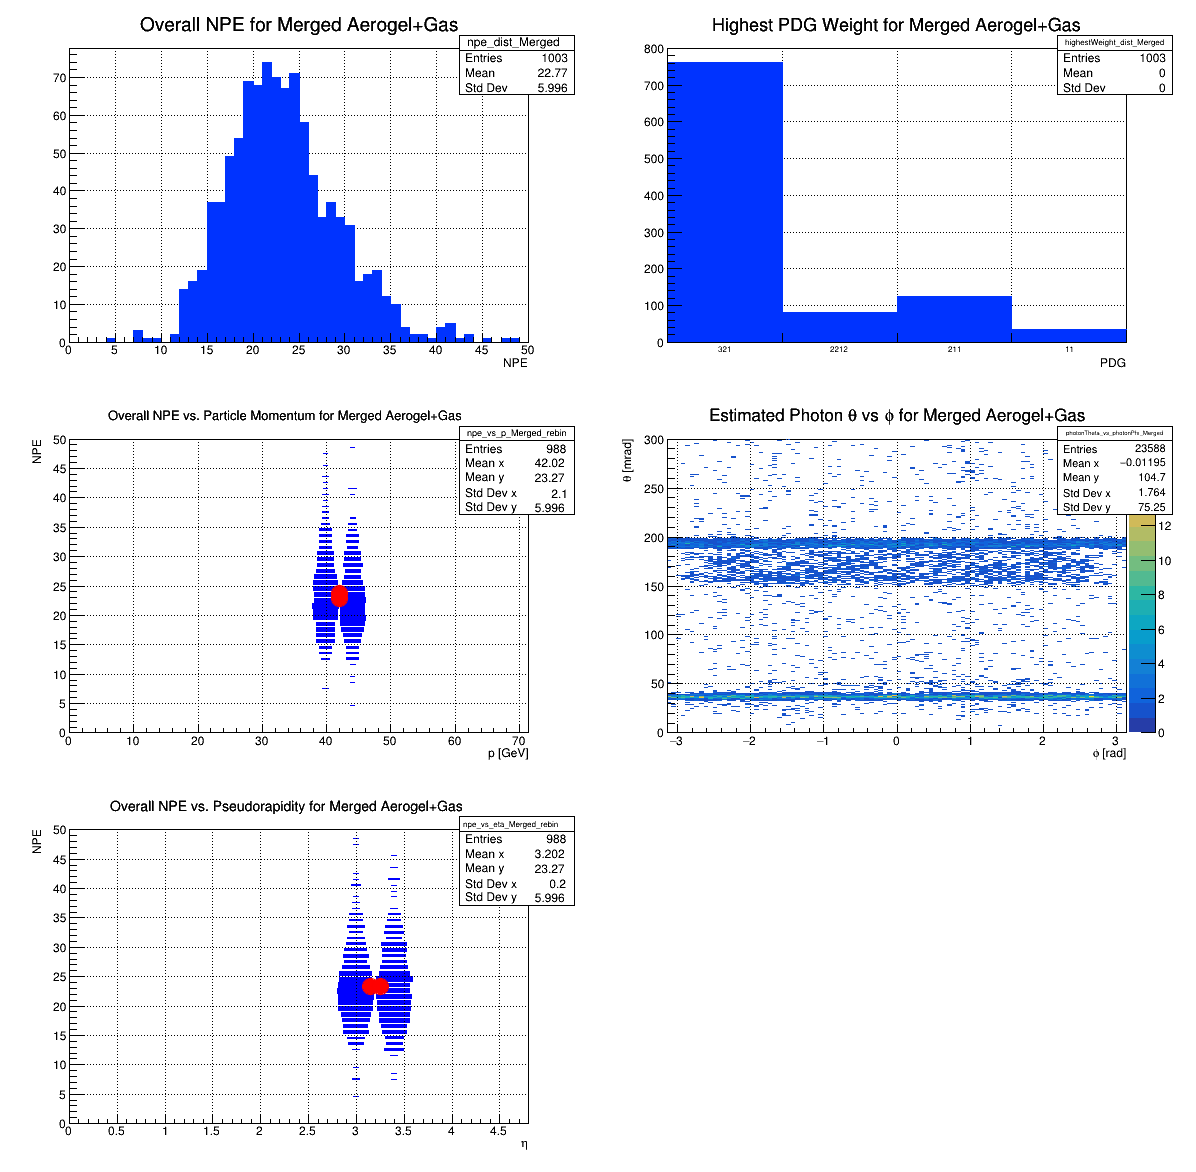 Overall NPE for Merged Aerogel+Gas
npe_dist_Merged
Entries 1003
Mean 22.77
Std Dev 5.996
70
60
50
40
30
20
10
0
0 5 10 15 20 25 30 35 40 45 50
NPE
Highest PDG Weight for Merged Aerogel+Gas
highestWeight_dist_Merged
Entries 1003
Mean 0
Std Dev 0
800
700
600
500
400
300
200
100
0
321 2212 211 11
PDG
Overall NPE vs. Particle Momentum for Merged Aerogel+Gas
npe_vs_p_Merged_rebin
Entries 988
Mean x 42.02
Mean y 23.27
Std Dev x 2.1
Std Dev y 5.996
NPE
50
45
40
35
30
25
20
15
10
5
0
0 10 20 30 40 50 60 70
p [GeV]
Estimated Photon θ vs ϕ for Merged Aerogel+Gas
photonTheta_vs_photonPhi_Merged
Entries 23588
Mean x −0.01195
Mean y 104.7
Std Dev x 1.764
Std Dev y 75.25
θ [mrad]
300
250
200
150
100
50
0
−3 −2 −1 0 1 2 3
ϕ [rad]
12
10
8
6
4
2
0
Overall NPE vs. Pseudorapidity for Merged Aerogel+Gas
npe_vs_eta_Merged_rebin
Entries 988
Mean x 3.202
Mean y 23.27
Std Dev x 0.2
Std Dev y 5.996
NPE
50
45
40
35
30
25
20
15
10
5
0
0 0.5 1 1.5 2 2.5 3 3.5 4 4.5
η